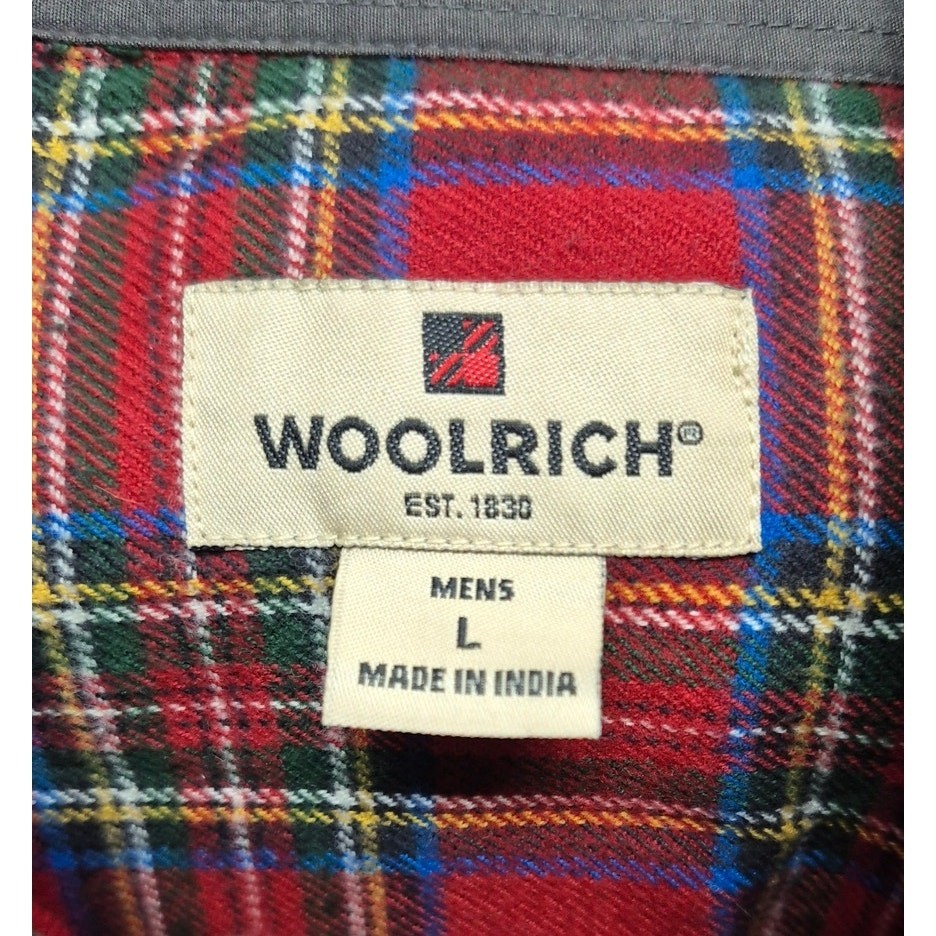 WOOLRICH®
EST. 1830
MENS
L
MADE IN INDIA